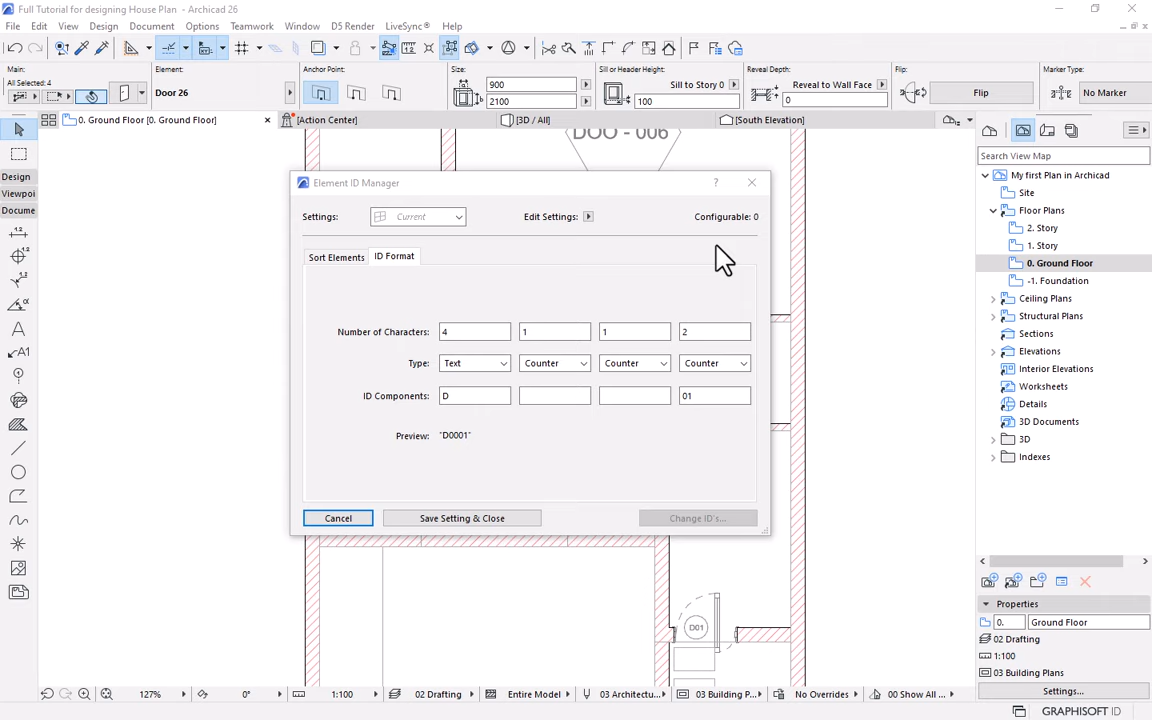 Full Tutorial for designing House Plan - Archicad 26
File Edit View Design Document Options Teamwork Window D5 Render LiveSync® Help
Main:
All Selected: 4
Element:
Door 26
Anchor Point:
Size:
900
2100
Sill or Header Height:
Sill to Story 0
100
Reveal Depth:
Reveal to Wall Face
0
Flip:
Flip
Marker Type:
No Marker
0. Ground Floor [0. Ground Floor]
[Action Center]
[3D / All]
[South Elevation]
Design
Viewpoi
Docume
DOO - 006
Element ID Manager
Settings:
Current
Edit Settings:
Configurable: 0
Sort Elements
ID Format
Number of Characters: 4 1 1 2
Type: Text Counter Counter Counter
ID Components: D 01
Preview: "D0001"
Cancel
Save Setting & Close
Change ID's...
D01
Search View Map
My first Plan in Archicad
Site
Floor Plans
2. Story
1. Story
0. Ground Floor
-1. Foundation
Ceiling Plans
Structural Plans
Sections
Elevations
Interior Elevations
Worksheets
Details
3D Documents
3D
Indexes
Properties
0. Ground Floor
02 Drafting
1:100
03 Building Plans
Settings...
127% 0° 1:100 02 Drafting Entire Model 03 Architectu... 03 Building P... No Overrides 00 Show All ...
GRAPHISOFT ID